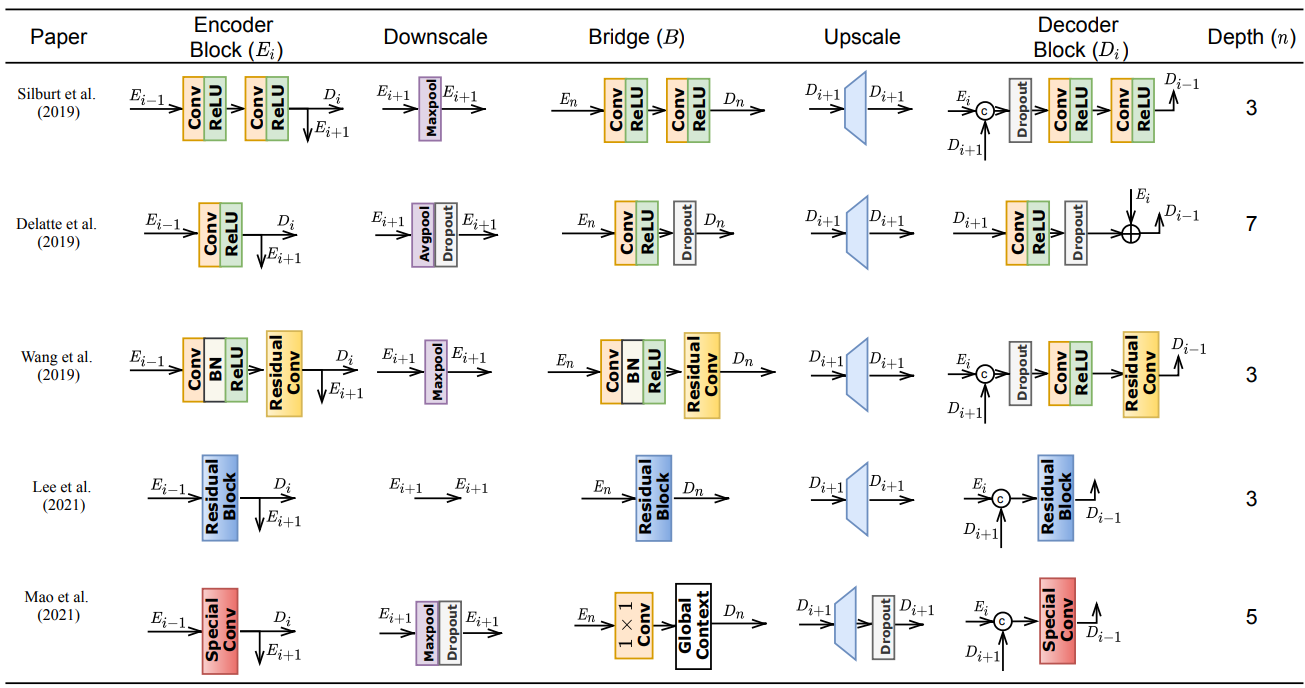 Paper Encoder Block (E_i) Downscale Bridge (B) Upscale Decoder Block (D_i) Depth (n)
Silburt et al. (2019)
E_{i−1} Conv ReLU Conv ReLU D_i E_{i+1}
E_{i+1} Maxpool E_{i+1}
E_n Conv ReLU Conv ReLU D_n
D_{i+1} D_{i+1}
E_i c D_{i+1} Dropout Conv ReLU Conv ReLU D_{i−1}
3
Delatte et al. (2019)
E_{i−1} Conv ReLU D_i E_{i+1}
E_{i+1} Avgpool Dropout E_{i+1}
E_n Conv ReLU Dropout D_n
D_{i+1} D_{i+1}
D_{i+1} Conv ReLU Dropout E_i D_{i−1}
7
Wang et al. (2019)
E_{i−1} Conv BN ReLU Residual Conv D_i E_{i+1}
E_{i+1} Maxpool E_{i+1}
E_n Conv BN ReLU Residual Conv D_n
D_{i+1} D_{i+1}
E_i c D_{i+1} Dropout Conv ReLU Residual Conv D_{i−1}
3
Lee et al. (2021)
E_{i−1} Residual Block D_i E_{i+1}
E_{i+1} E_{i+1}
E_n Residual Block D_n
D_{i+1} D_{i+1}
E_i c D_{i+1} Residual Block D_{i−1}
3
Mao et al. (2021)
E_{i−1} Special Conv D_i E_{i+1}
E_{i+1} Maxpool Dropout E_{i+1}
E_n 1 × 1 Conv Global Context D_n
D_{i+1} Dropout D_{i+1}
E_i c D_{i+1} Special Conv D_{i−1}
5